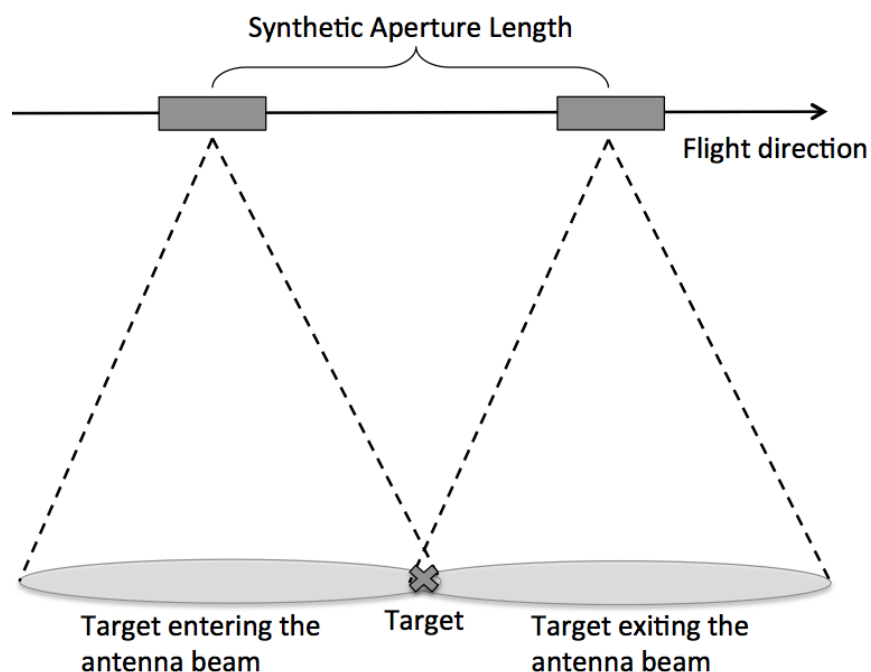 Synthetic Aperture Length
Flight direction
Target entering the
antenna beam
Target
Target exiting the
antenna beam